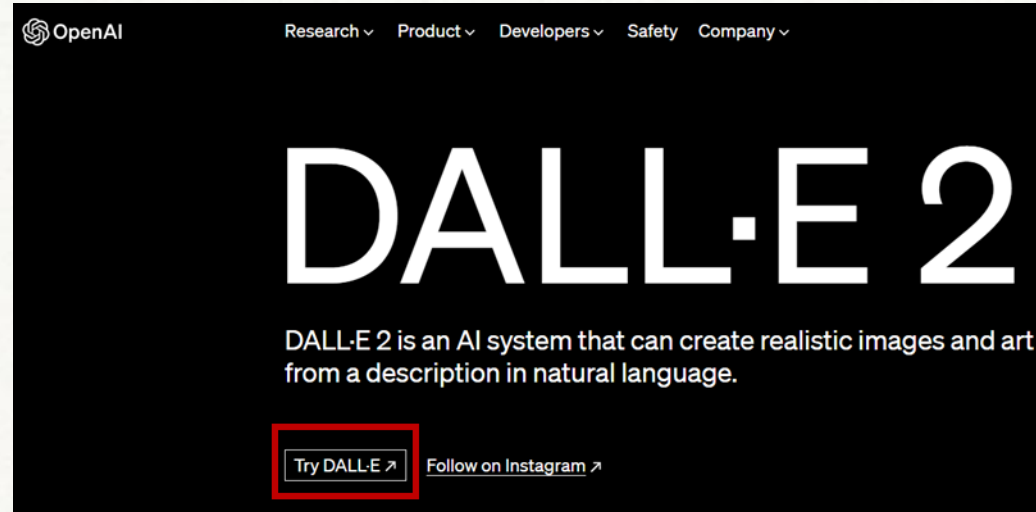 OpenAI
Research Product Developers Safety Company
DALL·E 2
DALL·E 2 is an AI system that can create realistic images and art
from a description in natural language.
Try DALL·E ↗ Follow on Instagram ↗